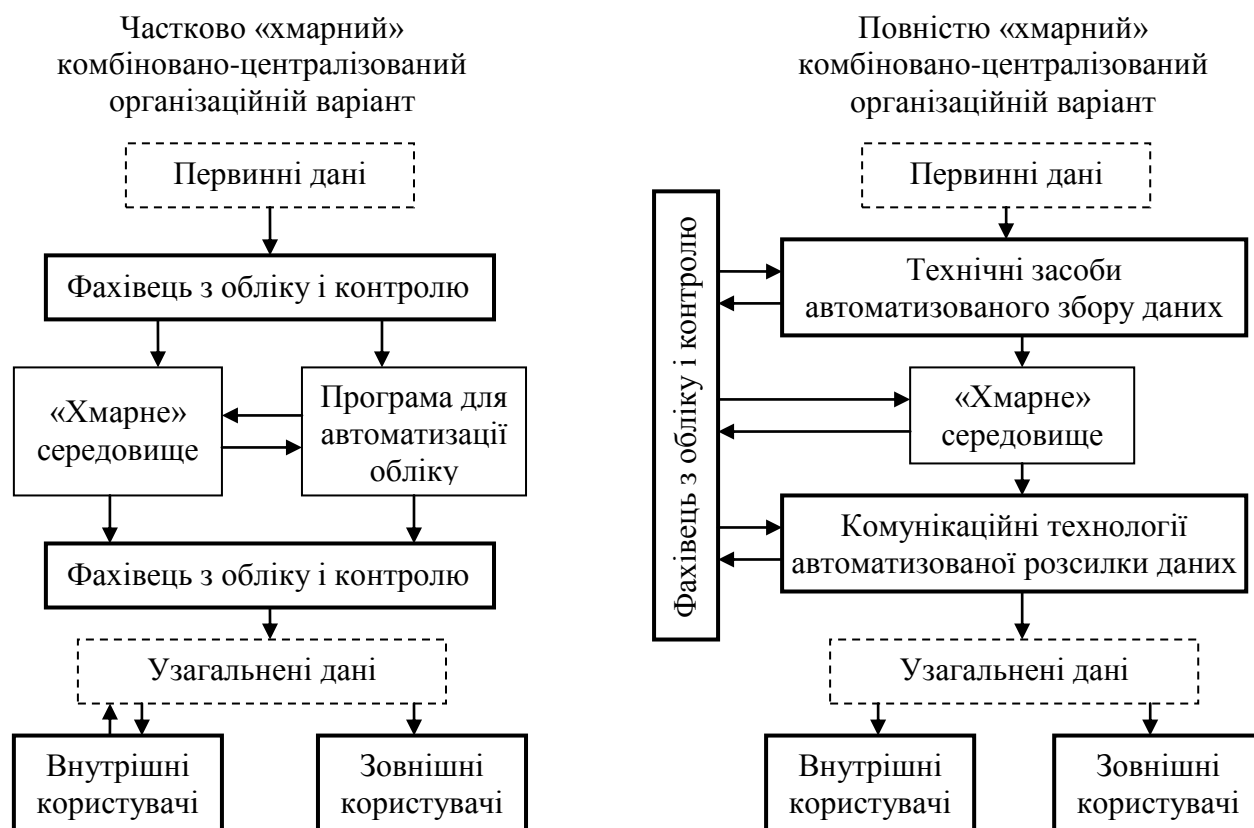 Частково «хмарний»
комбіновано-централізований
організаційній варіант
Первинні дані
Фахівець з обліку і контролю
«Хмарне»
середовище
Програма для
автоматизації
обліку
Фахівець з обліку і контролю
Узагальнені дані
Внутрішні
користувачі
Зовнішні
користувачі
Повністю «хмарний»
комбіновано-централізований
організаційній варіант
Первинні дані
Фахівець з обліку і контролю
Технічні засоби
автоматизованого збору даних
«Хмарне»
середовище
Комунікаційні технології
автоматизованої розсилки даних
Узагальнені дані
Внутрішні
користувачі
Зовнішні
користувачі